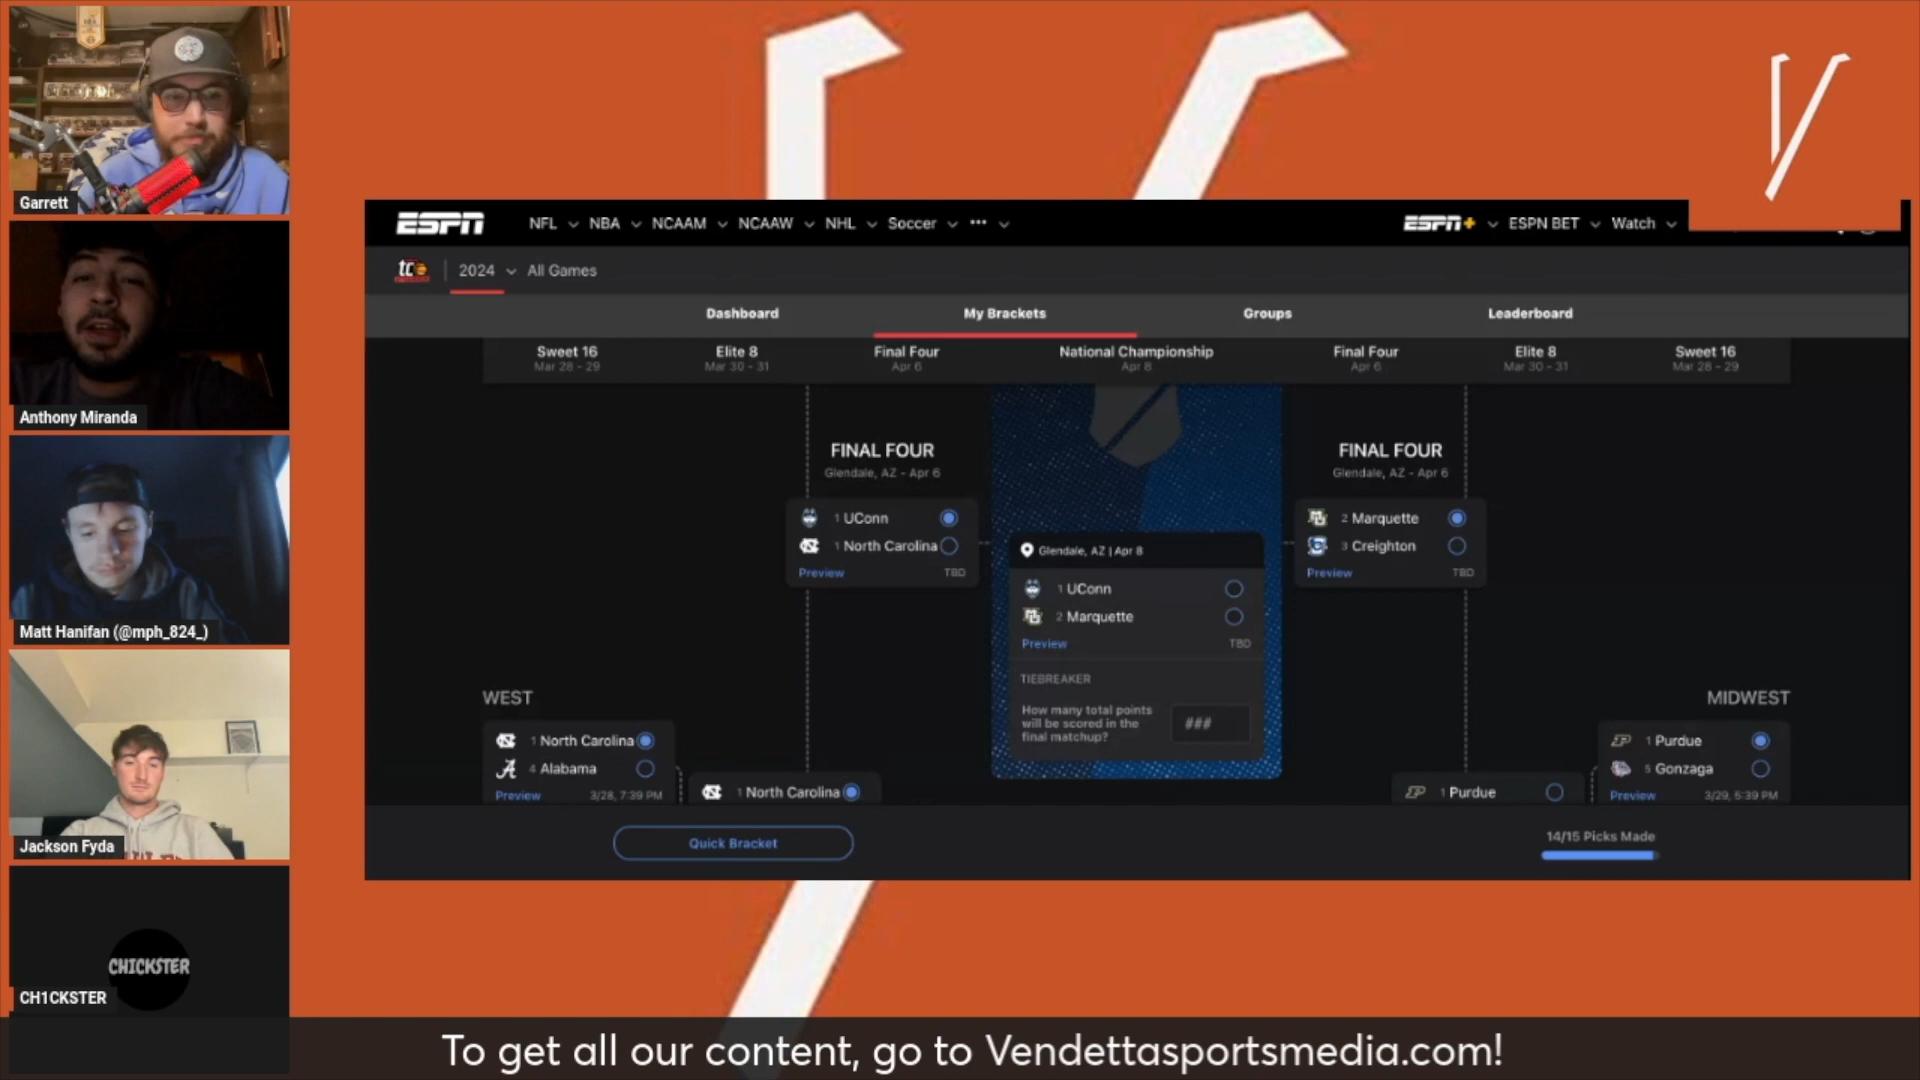 Garrett
Anthony Miranda
Matt Hanifan (@mph_824_)
Jackson Fyda
CHICKSTER
CH1CKSTER
ESPN NFL NBA NCAAM NCAAW NHL Soccer ••• ESPN+ ESPN BET Watch
tc 2024 All Games
Dashboard My Brackets Groups Leaderboard
Sweet 16 Elite 8 Final Four National Championship Final Four Elite 8 Sweet 16
Mar 28 - 29 Mar 30 - 31 Apr 6 Apr 8 Apr 6 Mar 30 - 31 Mar 28 - 29
FINAL FOUR
Glendale, AZ - Apr 6
1 UConn
1 North Carolina
Preview TBD
FINAL FOUR
Glendale, AZ - Apr 6
2 Marquette
3 Creighton
Preview TBD
Glendale, AZ | Apr 8
1 UConn
2 Marquette
Preview TBD
TIEBREAKER
How many total points
will be scored in the
final matchup?
###
WEST
1 North Carolina
4 Alabama
Preview 3/28, 7:39 PM
1 North Carolina
MIDWEST
1 Purdue
5 Gonzaga
Preview 3/29, 5:39 PM
1 Purdue
Quick Bracket
14/15 Picks Made
To get all our content, go to Vendettasportsmedia.com!